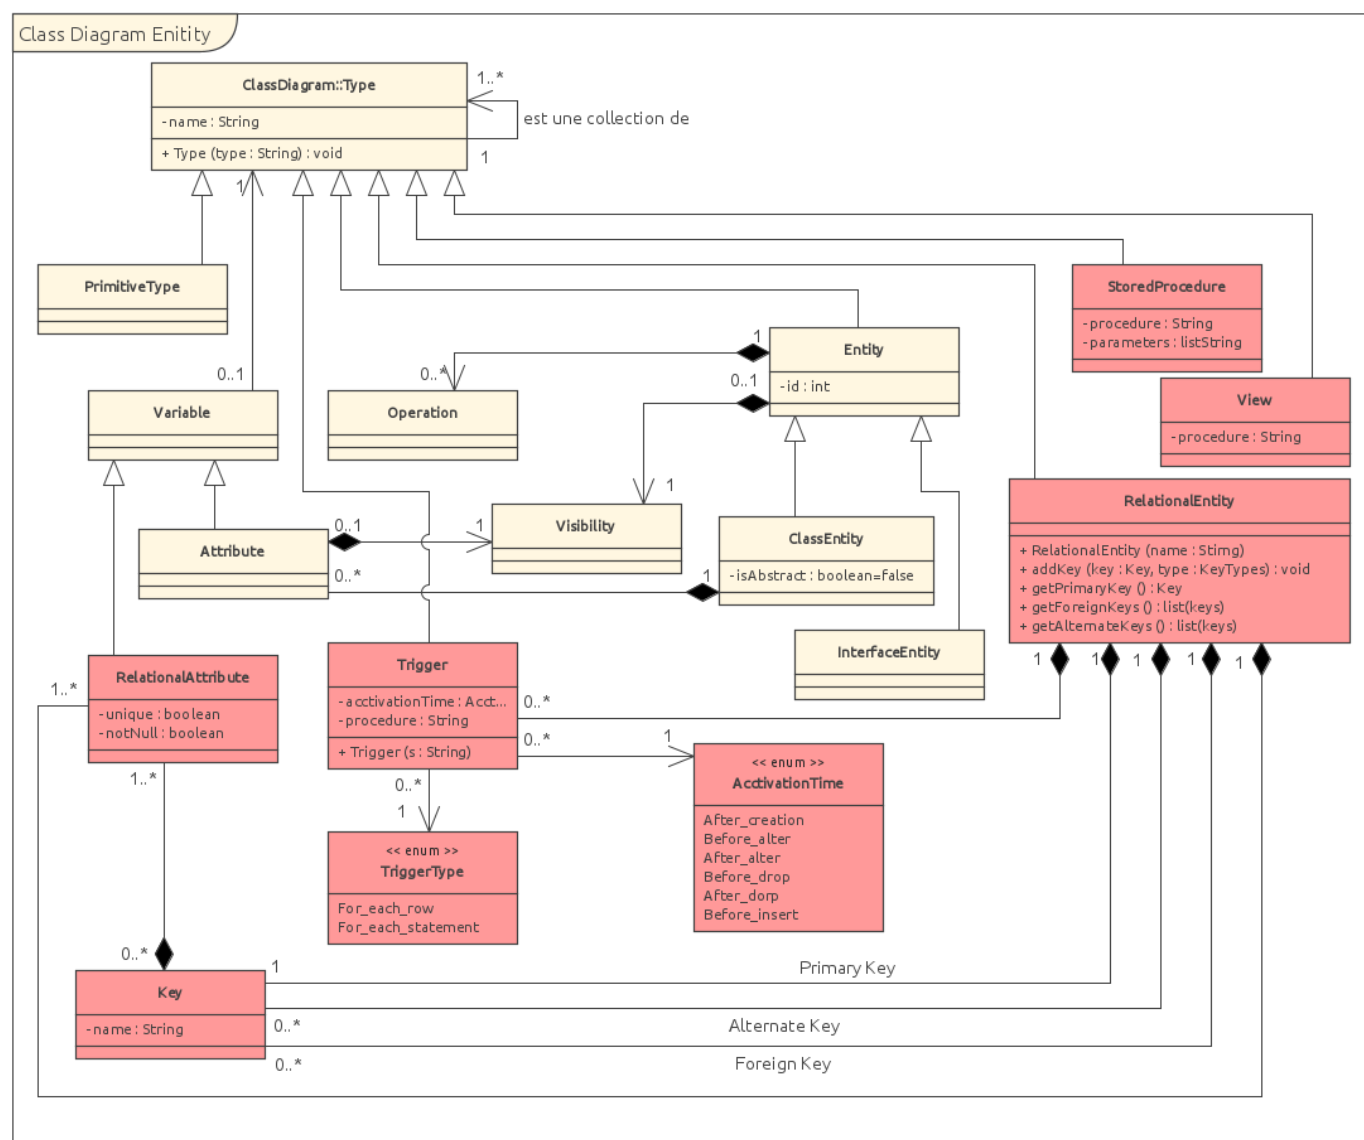 Class Diagram Enitity
ClassDiagram::Type
- name : String
+ Type (type : String) : void
1..*
est une collection de
1
1
PrimitiveType
StoredProcedure
- procedure : String
- parameters : listString
Entity
- id : int
1
0..*
0..1
0..1
Variable
Operation
View
- procedure : String
1
RelationalEntity
+ RelationalEntity (name : Stirng)
+ addKey (key : Key, type : KeyTypes) : void
+ getPrimaryKey () : Key
+ getForeignKeys () : list(keys)
+ getAlternateKeys () : list(keys)
Visibility
ClassEntity
- isAbstract : boolean=false
Attribute
0..1
1
0..*
1
InterfaceEntity
1
1
1
1
1
Trigger
- acctivationTime : Acct...
- procedure : String
+ Trigger (s : String)
RelationalAttribute
- unique : boolean
- notNull : boolean
1..*
0..*
0..*
1
1..*
0..*
1
<< enum >>
AcctivationTime
After_creation
Before_alter
After_alter
Before_drop
After_dorp
Before_insert
<< enum >>
TriggerType
For_each_row
For_each_statement
0..*
Key
- name : String
1
Primary Key
0..*
Alternate Key
0..*
Foreign Key